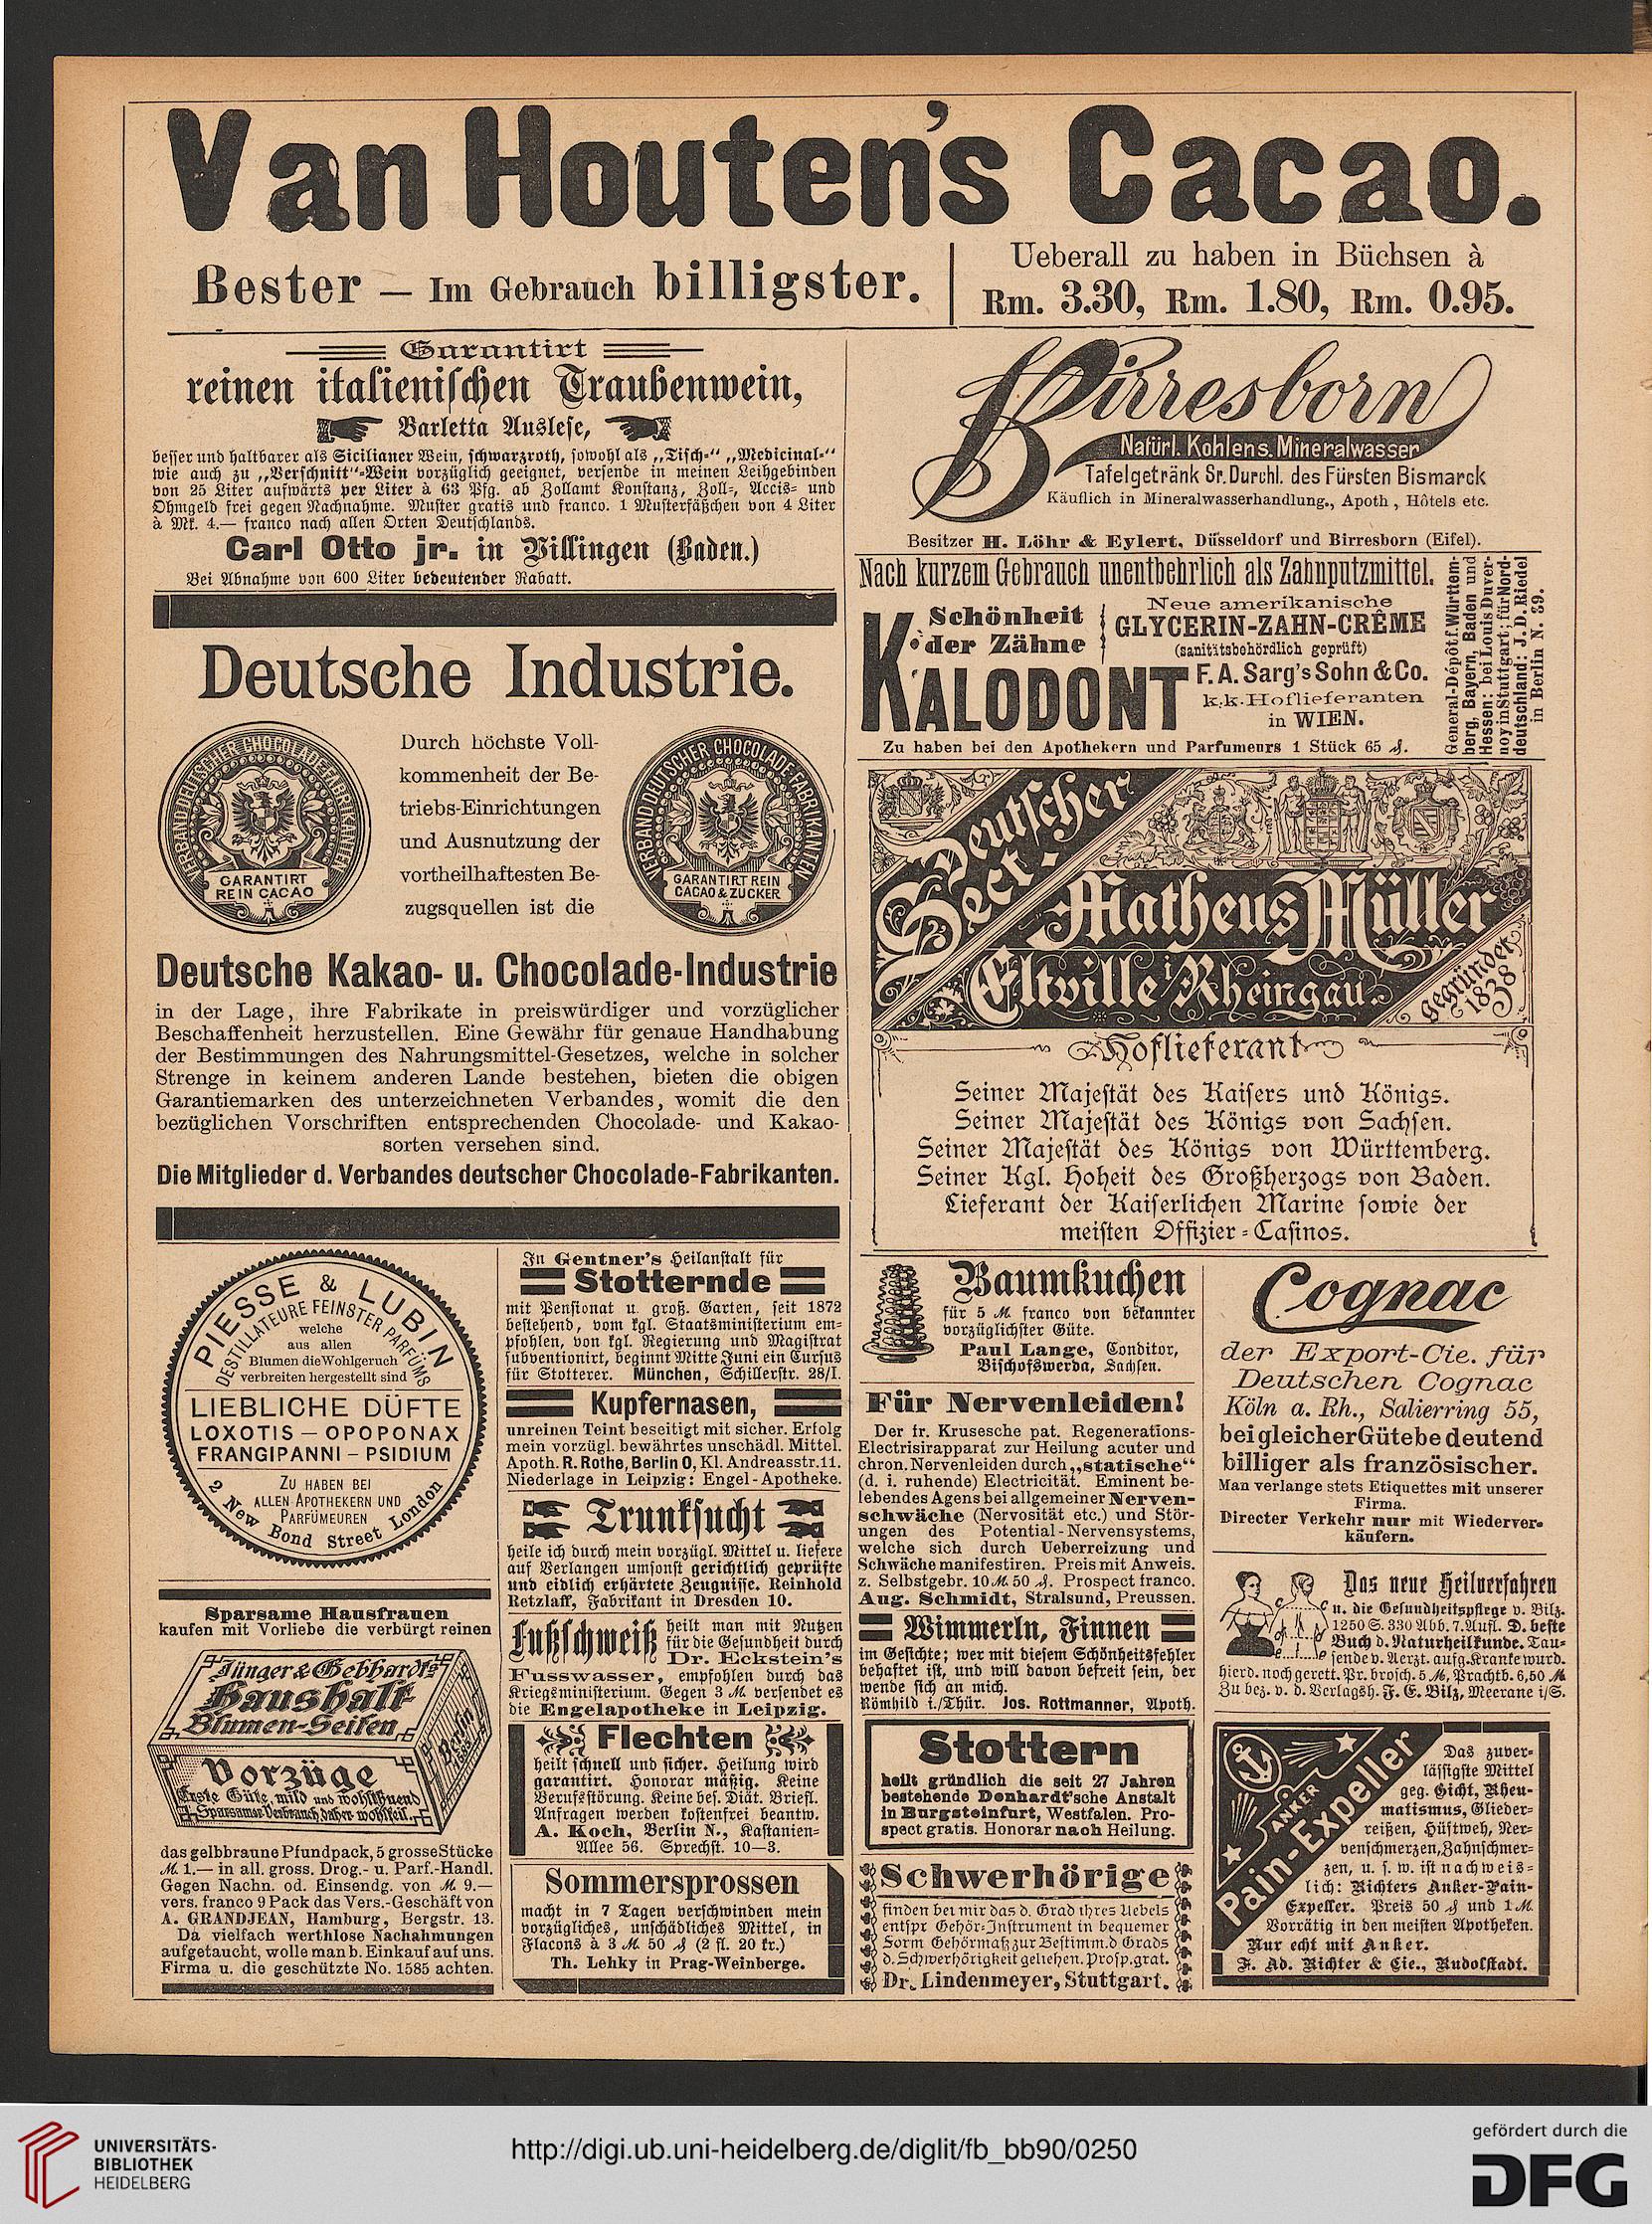 Van Houten's Cacao.
Bester — Im Gebrauch billigster.
Ueberall zu haben in Büchsen à
Rm. 3.30, Rm. 1.80, Rm. 0.95.
Garantirt
reinen italieniſchen Traubenwein,
Barletta Ausleſe,
beſſer und haltbarer als Sicilianer Wein, ſchwarzroth, ſowohl als „Tiſch-“ „Medicinal-“
wie auch zu „Verſchnitt“-Wein vorzüglich geeignet, verſende in meinen Leihgebinden
von 25 Liter aufwärts per Liter à 63 Pfg. ab Zollamt Konſtanz, Zoll-, Accis- und
Ohmgeld frei gegen Nachnahme. Muſter gratis und franco. 1 Muſterfäßchen von 4 Liter
à Mk. 4.— franco nach allen Orten Deutſchlands.
Carl Otto jr. in Villingen (Baden.)
Bei Abnahme von 600 Liter bedeutender Rabatt.
Deutsche Industrie.
VERBAND DEUTSCHER CHOCOLADE-FABRIKANTEN
GARANTIRT
REIN CACAO
Durch höchste Voll-
kommenheit der Be-
triebs-Einrichtungen
und Ausnutzung der
vortheilhaftesten Be-
zugsquellen ist die
VERBAND DEUTSCHER CHOCOLADE-FABRIKANTEN
GARANTIRT REIN
CACAO & ZUCKER
Deutsche Kakao- u. Chocolade-Industrie
in der Lage, ihre Fabrikate in preiswürdiger und vorzüglicher
Beschaffenheit herzustellen. Eine Gewähr für genaue Handhabung
der Bestimmungen des Nahrungsmittel-Gesetzes, welche in solcher
Strenge in keinem anderen Lande bestehen, bieten die obigen
Garantiemarken des unterzeichneten Verbandes, womit die den
bezüglichen Vorschriften entsprechenden Chocolade- und Kakao-
sorten versehen sind.
Die Mitglieder d. Verbandes deutscher Chocolade-Fabrikanten.
Birresborn
Natürl. Kohlens. Mineralwasser
Tafelgetränk Sr. Durchl. des Fürsten Bismarck
Käuflich in Mineralwasserhandlung., Apoth, Hôtels etc.
Besitzer H. Löhr & Eylert, Düsseldorf und Birresborn (Eifel).
Nach kurzem Gebrauch unentbehrlich als Zahnputzmittel.
Schönheit
der Zähne
Neue amerikanische
GLYCERIN-ZAHN-CRÊME
(sanitätsbehördlich geprüft)
KALODONT
F. A. Sarg's Sohn & Co.
k. k. Hoflieferanten
in WIEN.
Zu haben bei den Apothekern und Parfumeurs 1 Stück 65 ₰.
General-Depôt f. Württem-
berg, Bayern, Baden und
Hessen: bei Louis Duver-
noy in Stuttgart; für Nord-
deutschland: J. D. Riedel
in Berlin N. 39.
Deutscher
Sect.
Matheus Müller
Eltville i Rheingau
gegründet
1838
Hoflieferant
Seiner Majeſtät des Kaiſers und Königs.
Seiner Majeſtät des Königs von Sachſen.
Seiner Majeſtät des Königs von Württemberg.
Seiner Kgl. Hoheit des Großherzogs von Baden.
Lieferant der Kaiſerlichen Marine ſowie der
meiſten Offizier-Caſinos.
PIESSE & LUBIN
DESTILLATEURE FEINSTER PARFÜMS
welche
aus allen
Blumen die Wohlgeruch
verbreiten hergestellt sind
LIEBLICHE DÜFTE
LOXOTIS — OPOPONAX
FRANGIPANNI – PSIDIUM
ZU HABEN BEI
ALLEN APOTHEKERN UND
PARFÜMEUREN
2 New Bond Street London
Sparsame Hausfrauen
kaufen mit Vorliebe die verbürgt reinen
Jünger & Gebhardt's
Haushalt-
Blumen-Seifen
Berlin
Vorzüge
Erste Güte, mild und wohlthuend
Sparsamer Verbrauch, daher wohlfeil.
das gelbbraune Pfundpack, 5 grosse Stücke
ℳ 1.— in all. gross. Drog.- u. Parf.-Handl.
Gegen Nachn. od. Einsendg. von ℳ 9.—
vers. franco 9 Pack das Vers.-Geschäft von
A. GRANDJEAN, Hamburg, Bergstr. 13.
Da vielfach werthlose Nachahmungen
aufgetaucht, wolle man b. Einkauf auf uns.
Firma u. die geschützte No. 1585 achten.
In Gentner's Heilanſtalt für
Stotternde
mit Penſionat u. groß. Garten, ſeit 1872
beſtehend, vom kgl. Staatsminiſterium em-
pfohlen, von kgl. Regierung und Magiſtrat
ſubventionirt, beginnt Mitte Juni ein Curſus
für Stotterer. München, Schillerſtr. 28/I.
Kupfernasen,
unreinen Teint beseitigt mit sicher. Erfolg
mein vorzügl. bewährtes unschädl. Mittel.
Apoth. R. Rothe, Berlin O, Kl. Andreasstr. 11.
Niederlage in Leipzig: Engel-Apotheke.
Trunkſucht
heile ich durch mein vorzügl. Mittel u. liefere
auf Verlangen umſonſt gerichtlich geprüfte
und eidlich erhärtete Zeugniſſe. Reinhold
Retzlaff, Fabrikant in Dresden 10.
Fußſchweiß heilt man mit Nutzen
für die Geſundheit durch
Dr. Eckstein's
Fusswasser, empfohlen durch das
Kriegsminiſterium. Gegen 3 ℳ. verſendet es
die Engelapotheke in Leipzig.
Flechten
heilt ſchnell und ſicher. Heilung wird
garantirt. Honorar mäßig. Keine
Berufsſtörung. Keine beſ. Diät. Briefl.
Anfragen werden koſtenfrei beantw.
A. Koch, Berlin N., Kaſtanien-
Allee 56. Sprechſt. 10—3.
Sommersprossen
macht in 7 Tagen verſchwinden mein
vorzügliches, unſchädliches Mittel, in
Flacons à 3 ℳ 50 ₰ (2 fl. 20 kr.)
Th. Lehky in Prag-Weinberge.
Baumkuchen
für 5 ℳ franco von bekannter
vorzüglichſter Güte.
Paul Lange, Conditor,
Biſchofswerda, Sachſen.
Für Nervenleiden!
Der fr. Krusesche pat. Regenerations-
Electrisirapparat zur Heilung acuter und
chron. Nervenleiden durch „statische“
(d. i. ruhende) Electricität. Eminent be-
lebendes Agens bei allgemeiner Nerven-
schwäche (Nervosität etc.) und Stör-
ungen des Potential-Nervensystems,
welche sich durch Ueberreizung und
Schwäche manifestiren. Preis mit Anweis.
z. Selbstgebr. 10 ℳ. 50 ₰. Prospect franco.
Aug. Schmidt, Stralsund, Preussen.
Wimmerln, Finnen
im Geſichte; wer mit dieſem Schönheitsfehler
behaftet iſt, und will davon befreit ſein, der
wende ſich an mich.
Römhild i./Thür. Jos. Rottmanner, Apoth.
Stottern
heilt gründlich die seit 27 Jahren
bestehende Denhardt'sche Anstalt
in Burgsteinfurt, Westfalen. Pro-
spect gratis. Honorar nach Heilung.
Schwerhörige
finden bei mir das d. Grad ihres Uebels
entſpr Gehör-Inſtrument in bequemer
Form Gehörmaß zur Beſtimm. d Grads
d. Schwerhörigkeit geliehen. Proſp. grat.
Dr. Lindenmeyer, Stuttgart.
Cognac
der Export-Cie. für
Deutschen Cognac
Köln a. Rh., Salierring 55,
bei gleicher Güte bedeutend
billiger als französischer.
Man verlange stets Etiquettes mit unserer
Firma.
Directer Verkehr nur mit Wiederver-
käufern.
Das neue Heilverfahren
u. die Geſundheitspflege v. Bilz.
1250 S. 330 Abb. 7. Aufl. D. beſte
Buch d. Naturheilkunde. Tau-
ſende v. Aerzt. aufg. Kranke wurd.
hierd. noch gerett. Pr. broſch. 5 ℳ, Prachtb. 6,50 ℳ
Zu bez. v. d. Verlagsh. F. E. Bilz, Meerane i/S.
ANKER
Pain-Expeller
Das zuver-
läſſigſte Mittel
geg. Gicht, Rheu-
matismus, Glieder-
reißen, Hüftweh, Ner-
venſchmerzen, Zahnſchmer-
zen, u. ſ. w. iſt nachweis-
lich: Richters Anker-Pain-
Expeller. Preis 50 ₰ und 1 ℳ.
Vorrätig in den meiſten Apotheken.
Nur echt mit Anker.
F. Ad. Richter & Cie., Rudolſtadt.
UNIVERSITÄTS-
BIBLIOTHEK
HEIDELBERG
http://digi.ub.uni-heidelberg.de/diglit/fb_bb90/0250
gefördert durch die
DFG